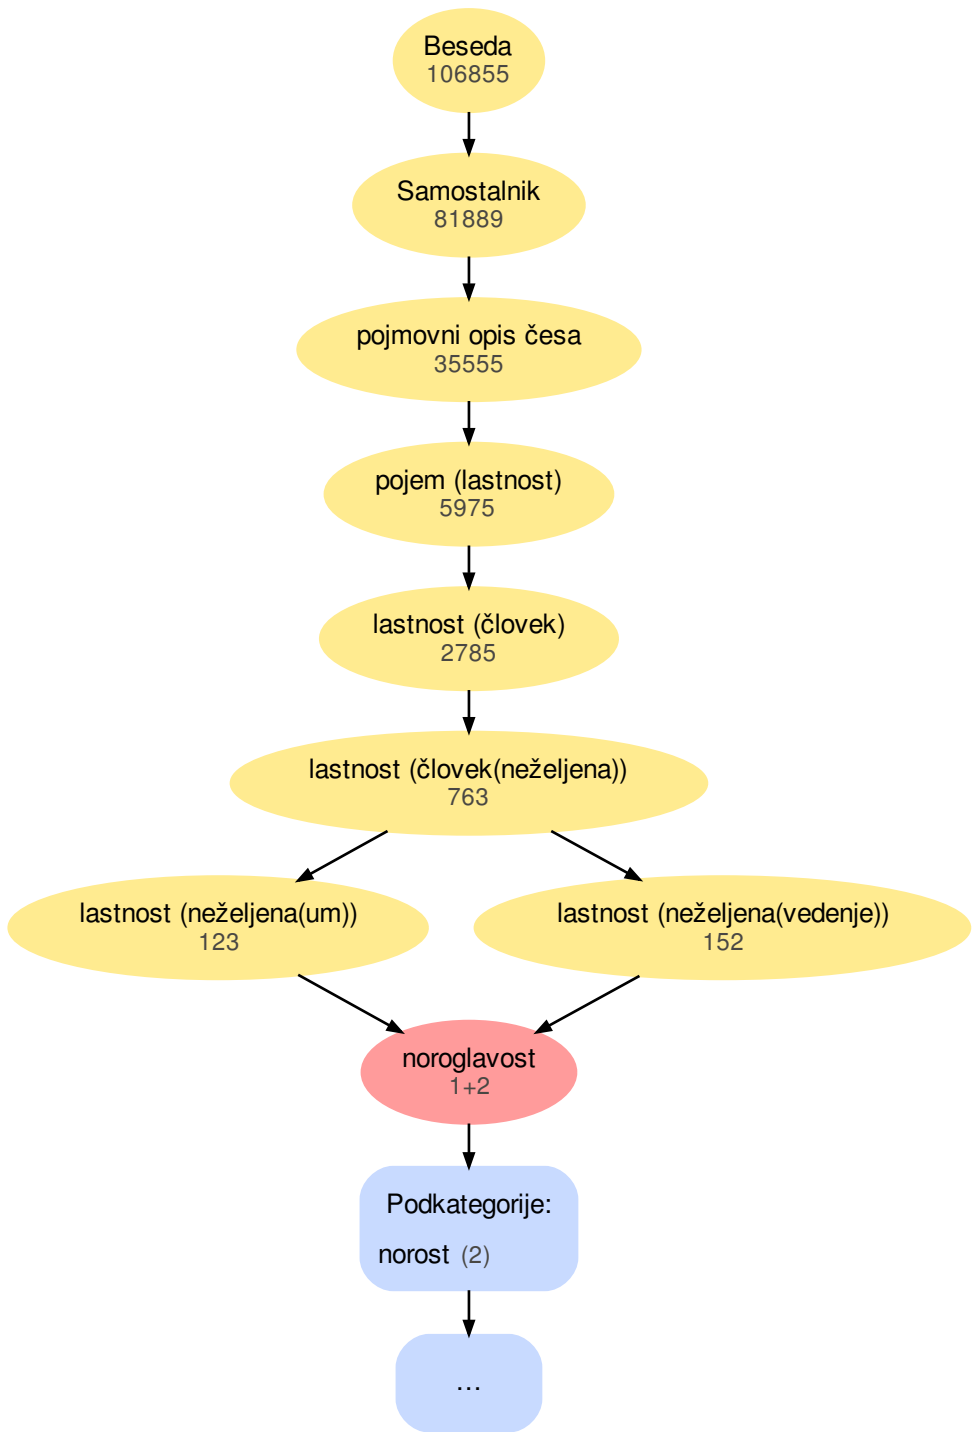 Beseda
106855
Samostalnik
81889
pojmovni opis česa
35555
pojem (lastnost)
5975
lastnost (človek)
2785
lastnost (človek(neželjena))
763
lastnost (neželjena(um))
123
lastnost (neželjena(vedenje))
152
noroglavost
1+2
Podkategorije:
norost (2)
...